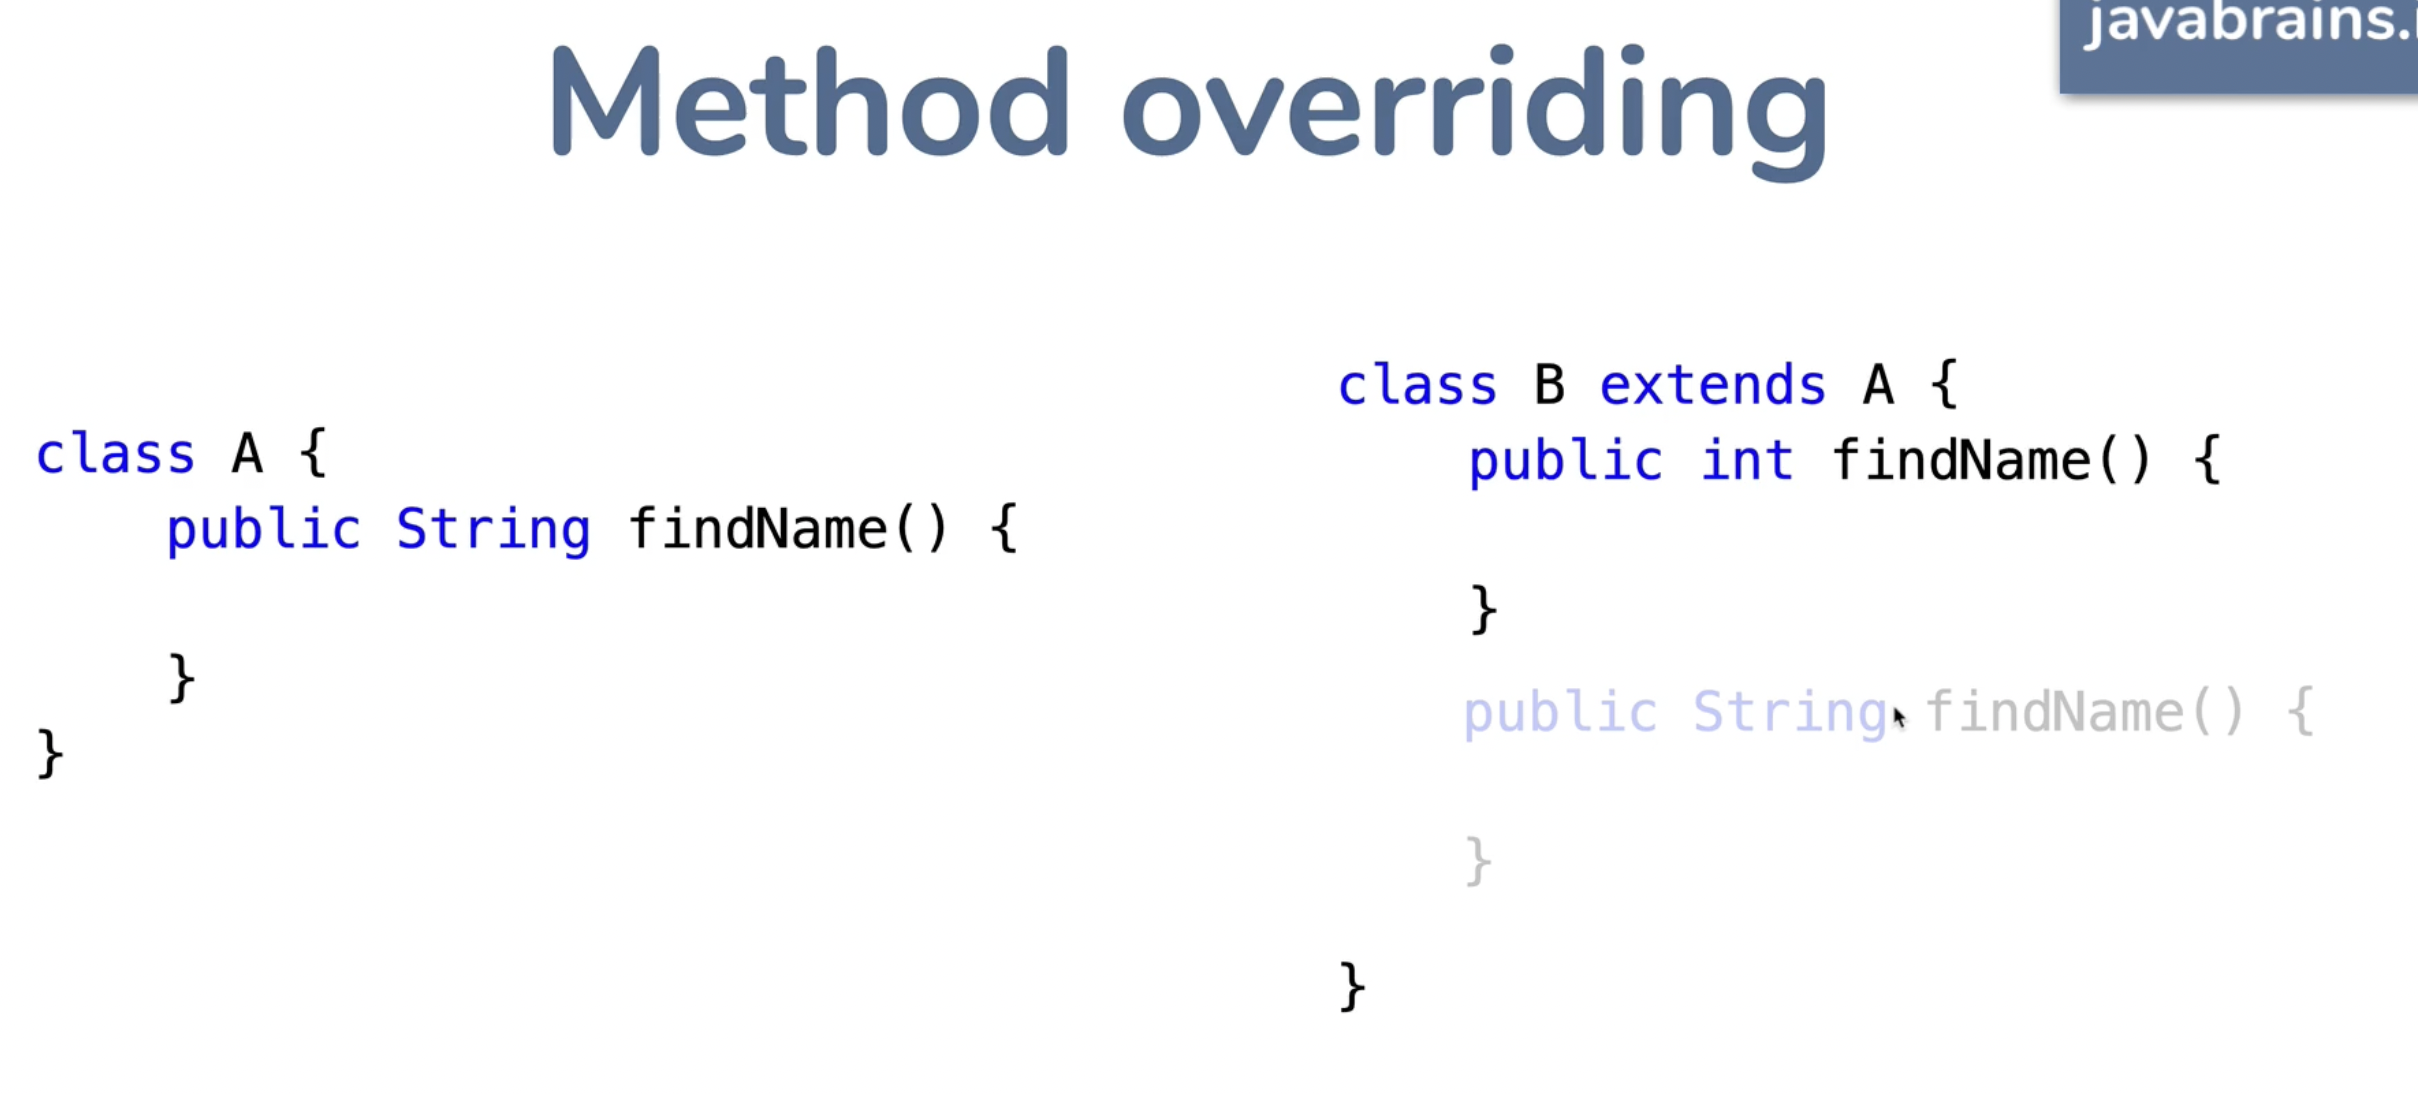 javabrains.
Method overriding
class A {
public String findName() {
}
}
class B extends A {
public int findName() {
}
public String findName() {
}
}